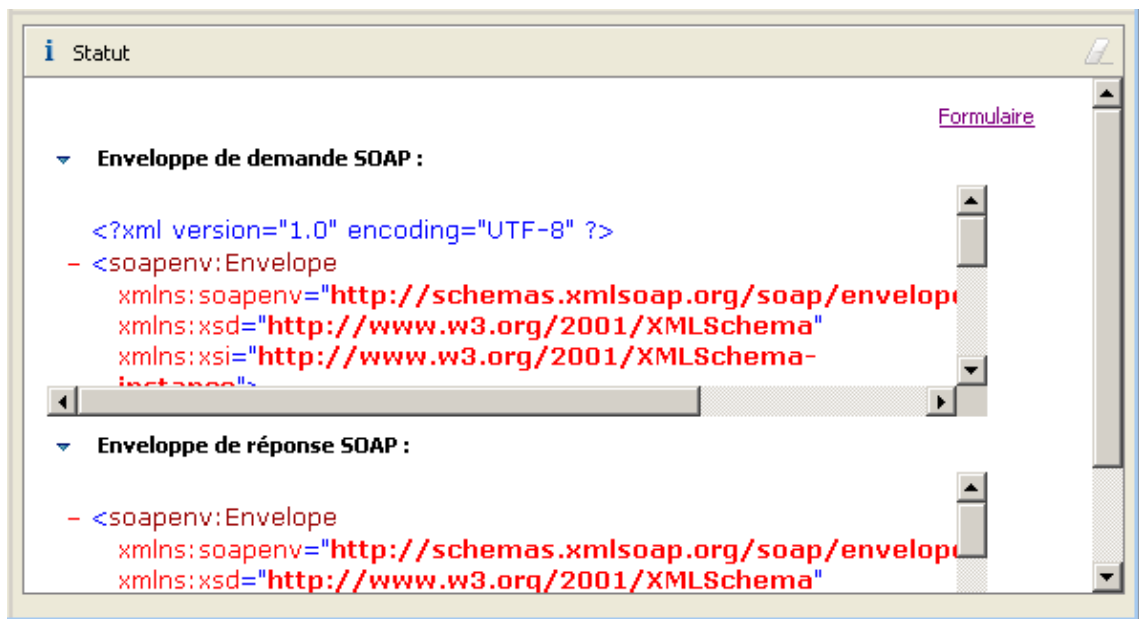 i Statut
Formulaire
Enveloppe de demande SOAP :
<?xml version="1.0" encoding="UTF-8" ?>
– <soapenv:Envelope
xmlns:soapenv="http://schemas.xmlsoap.org/soap/envelop
xmlns:xsd="http://www.w3.org/2001/XMLSchema"
xmlns:xsi="http://www.w3.org/2001/XMLSchema-
instance">
Enveloppe de réponse SOAP :
– <soapenv:Envelope
xmlns:soapenv="http://schemas.xmlsoap.org/soap/envelop
xmlns:xsd="http://www.w3.org/2001/XMLSchema"